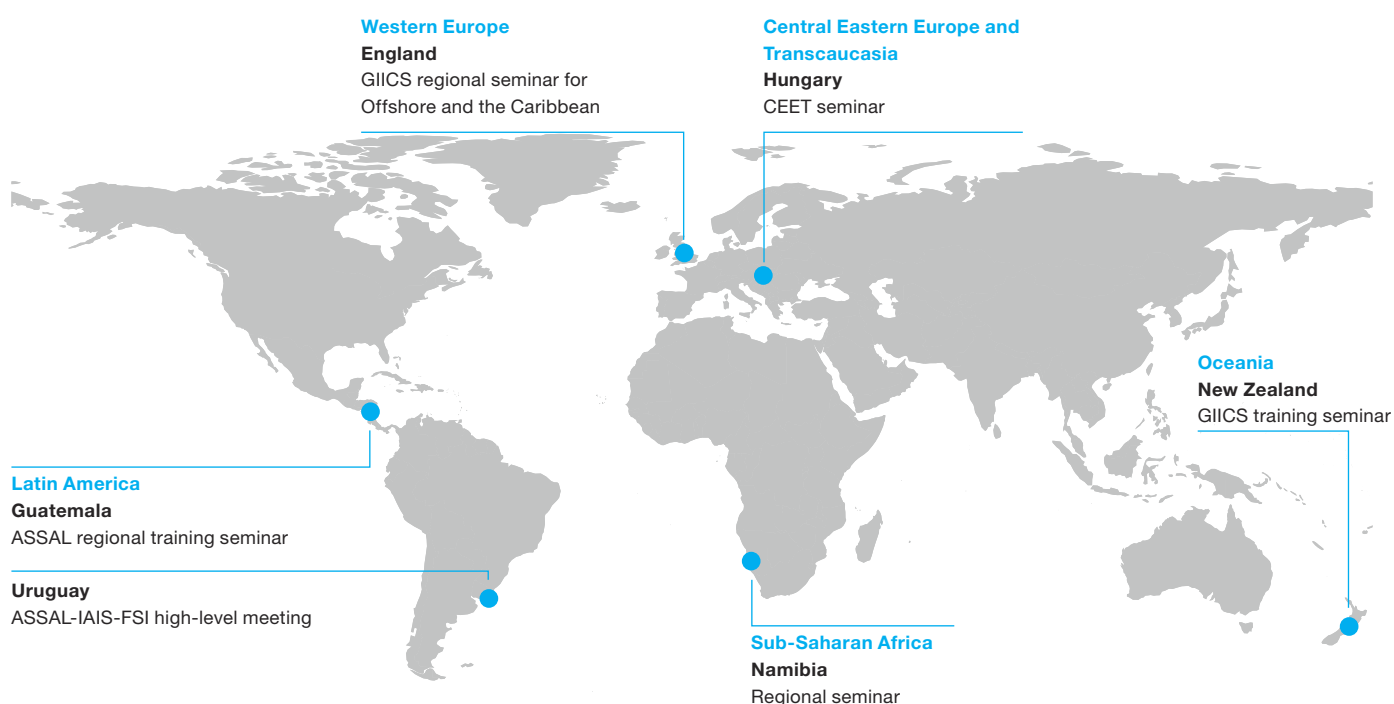 Western Europe
England
GIICS regional seminar for
Offshore and the Caribbean
Central Eastern Europe and
Transcaucasia
Hungary
CEET seminar
Oceania
New Zealand
GIICS training seminar
Latin America
Guatemala
ASSAL regional training seminar
Uruguay
ASSAL-IAIS-FSI high-level meeting
Sub-Saharan Africa
Namibia
Regional seminar